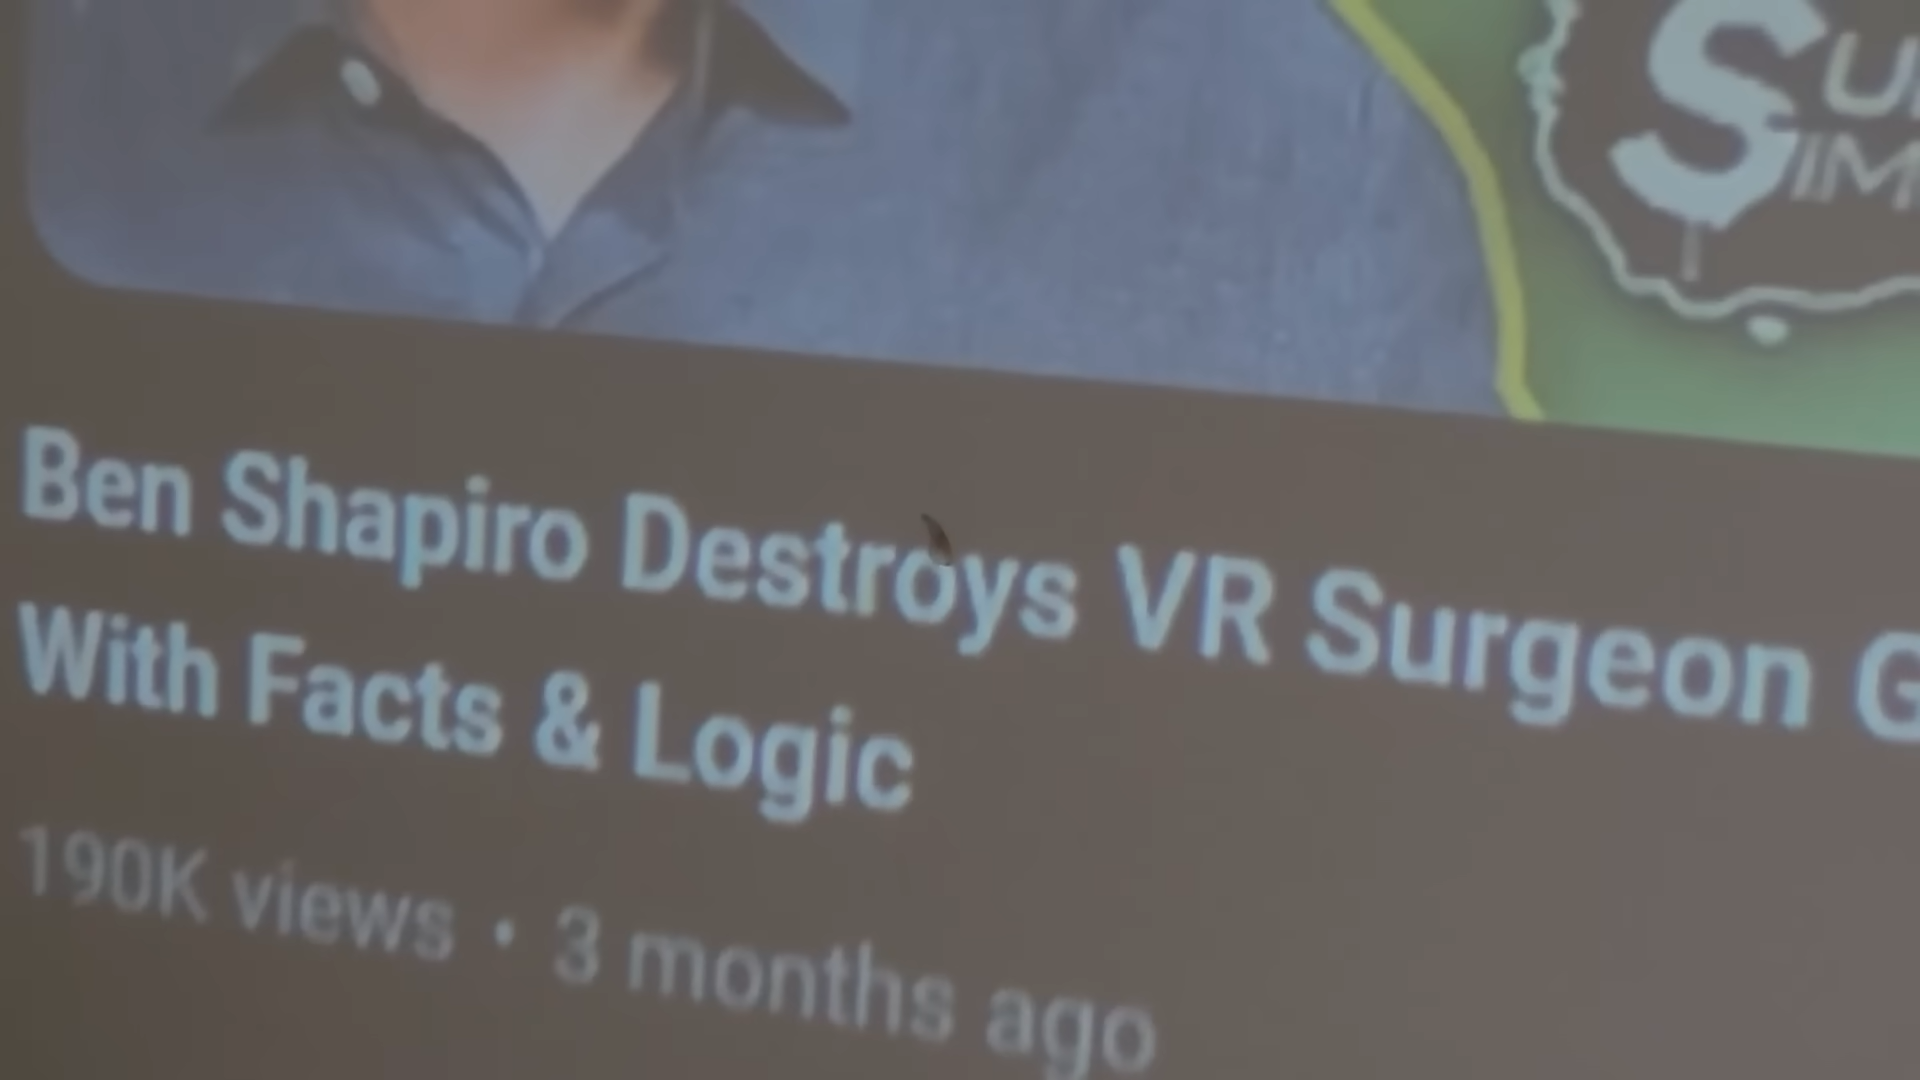 Ben Shapiro Destroys VR Surgeon
With Facts & Logic
190K views • 3 months ago